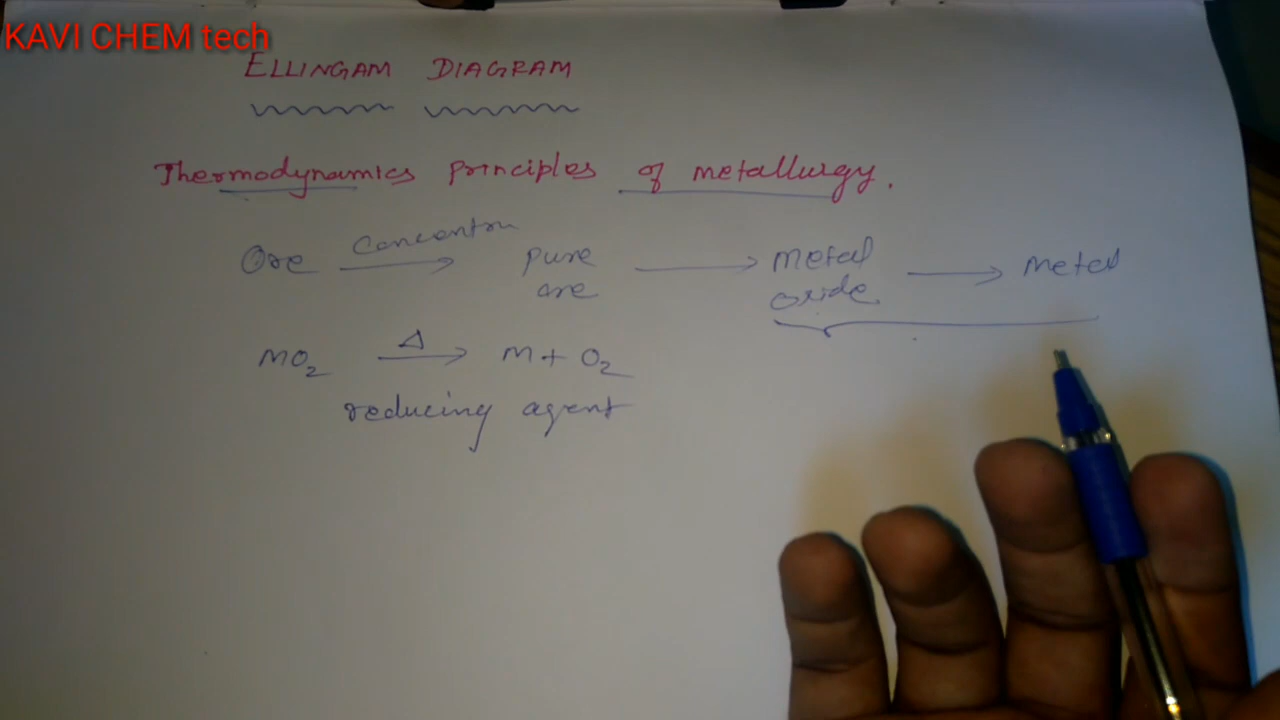 KAVI CHEM tech
ELLINGAM DIAGRAM
Thermodynamics principles of metallurgy.
Ore Concentrn → pure ore → metal oxide → metal
MO₂ Δ → M + O₂
reducing agent